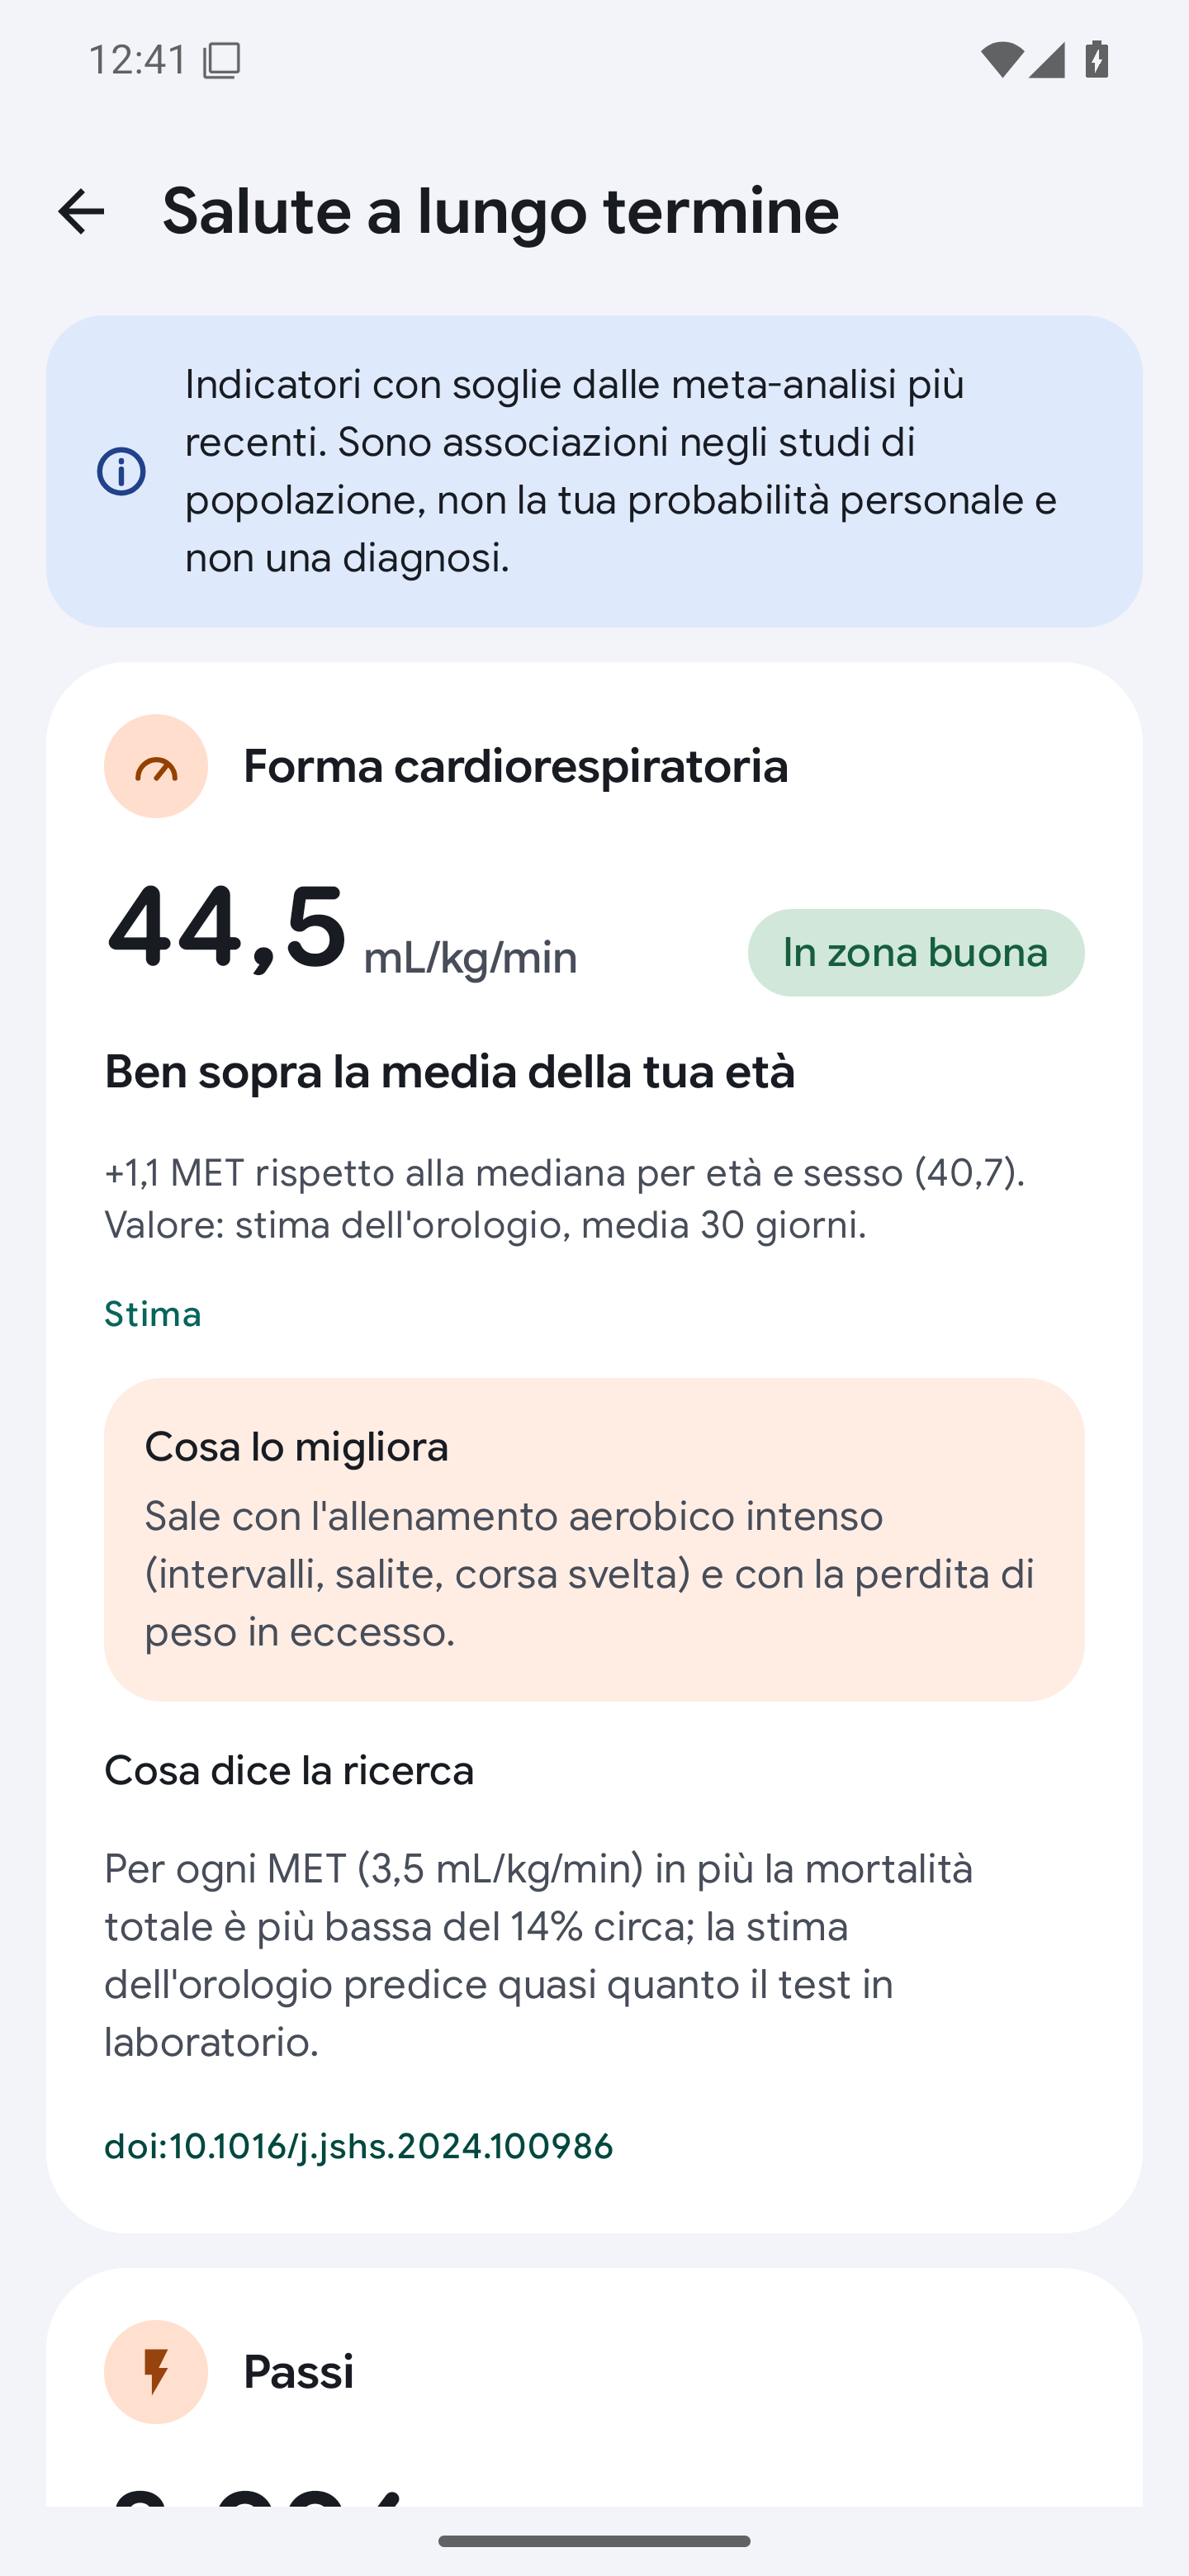 12:41
Salute a lungo termine
Indicatori con soglie dalle meta-analisi più
recenti. Sono associazioni negli studi di
popolazione, non la tua probabilità personale e
non una diagnosi.
Forma cardiorespiratoria
44,5 mL/kg/min
In zona buona
Ben sopra la media della tua età
+1,1 MET rispetto alla mediana per età e sesso (40,7).
Valore: stima dell'orologio, media 30 giorni.
Stima
Cosa lo migliora
Sale con l'allenamento aerobico intenso
(intervalli, salite, corsa svelta) e con la perdita di
peso in eccesso.
Cosa dice la ricerca
Per ogni MET (3,5 mL/kg/min) in più la mortalità
totale è più bassa del 14% circa; la stima
dell'orologio predice quasi quanto il test in
laboratorio.
doi:10.1016/j.jshs.2024.100986
Passi